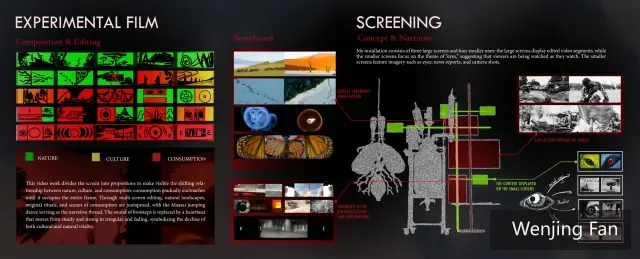 EXPERIMENTAL FILM
Composition & Editing
NATURE
CULTURE
CONSUMPTION
This video work divides the screen into proportions to make visible the shifting rela-
tionship between nature, culture, and consumption: consumption gradually encroaches
until it occupies the entire frame. Through multi-screen editing, natural landscapes,
original rituals, and scenes of consumption are juxtaposed, with the Maasai jumping
dance serving as the narrative thread. The sound of footsteps is replaced by a heartbeat
that moves from steady and strong to irregular and fading, symbolizing the decline
of both cultural and natural vitality.
Storyboard
SCREENING
Concept & Narrative
My installation consists of three large screens and four smaller ones: the large screens display edited video segments, while
the smaller screens focus on the theme of "eyes," suggesting that viewers are being watched as they watch. The smaller
screens feature imagery such as eyes, news reports, and camera shots.
THE CONTENT DISPLAYED
ON THE SMALL SCREENS
Wenjing Fan